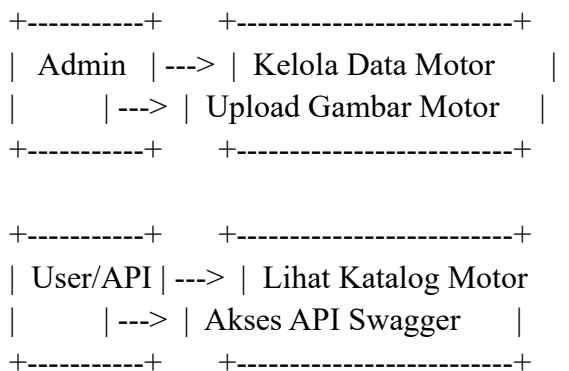 +-----------+ +--------------------------+
| Admin | ---> | Kelola Data Motor |
| | ---> | Upload Gambar Motor |
+-----------+ +--------------------------+
+-----------+ +--------------------------+
| User/API | ---> | Lihat Katalog Motor
| | ---> | Akses API Swagger |
+-----------+ +--------------------------+